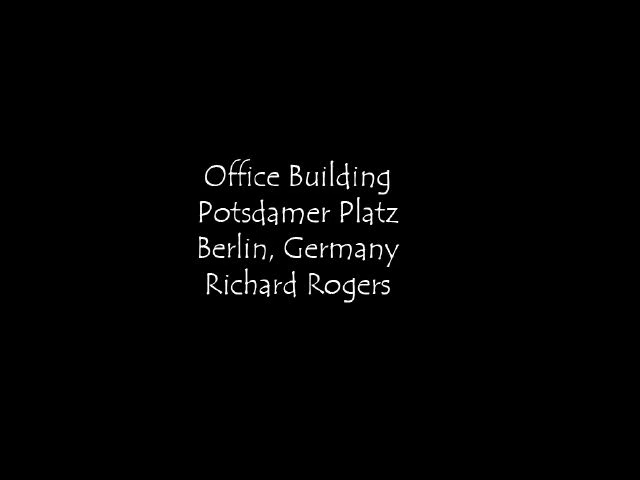 Office Building
Potsdamer Platz
Berlin, Germany
Richard Rogers